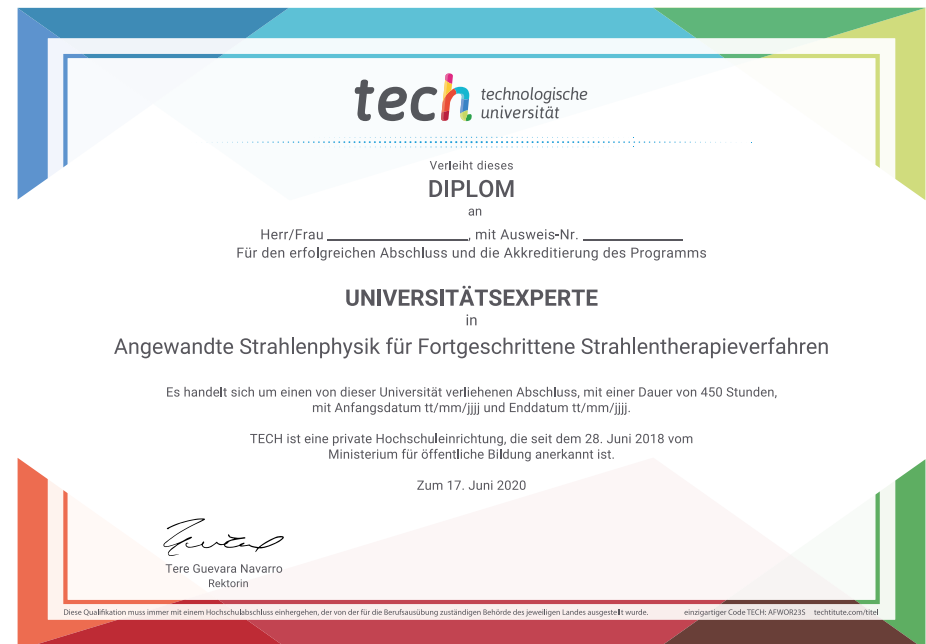 tech technologische
universität
Verleiht dieses
DIPLOM
an
Herr/Frau ____________________, mit Ausweis-Nr. ______________
Für den erfolgreichen Abschluss und die Akkreditierung des Programms
UNIVERSITÄTSEXPERTE
in
Angewandte Strahlenphysik für Fortgeschrittene Strahlentherapieverfahren
Es handelt sich um einen von dieser Universität verliehenen Abschluss, mit einer Dauer von 450 Stunden,
mit Anfangsdatum tt/mm/jjjj und Enddatum tt/mm/jjjj.
TECH ist eine private Hochschuleinrichtung, die seit dem 28. Juni 2018 vom
Ministerium für öffentliche Bildung anerkannt ist.
Zum 17. Juni 2020
Tere Guevara Navarro
Rektorin
Diese Qualifikation muss immer mit einem Hochschulabschluss einhergehen, der von der für die Berufsausübung zuständigen Behörde des jeweiligen Landes ausgestellt wurde. einzigartiger Code TECH: AFWOR23S techtitute.com/titel